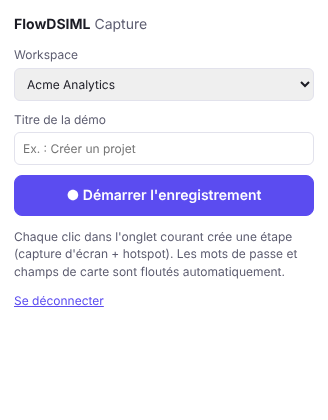 FlowDSIML Capture
Workspace
Acme Analytics
Titre de la démo
Ex. : Créer un projet
Démarrer l'enregistrement
Chaque clic dans l'onglet courant crée une étape
(capture d'écran + hotspot). Les mots de passe et
champs de carte sont floutés automatiquement.
Se déconnecter